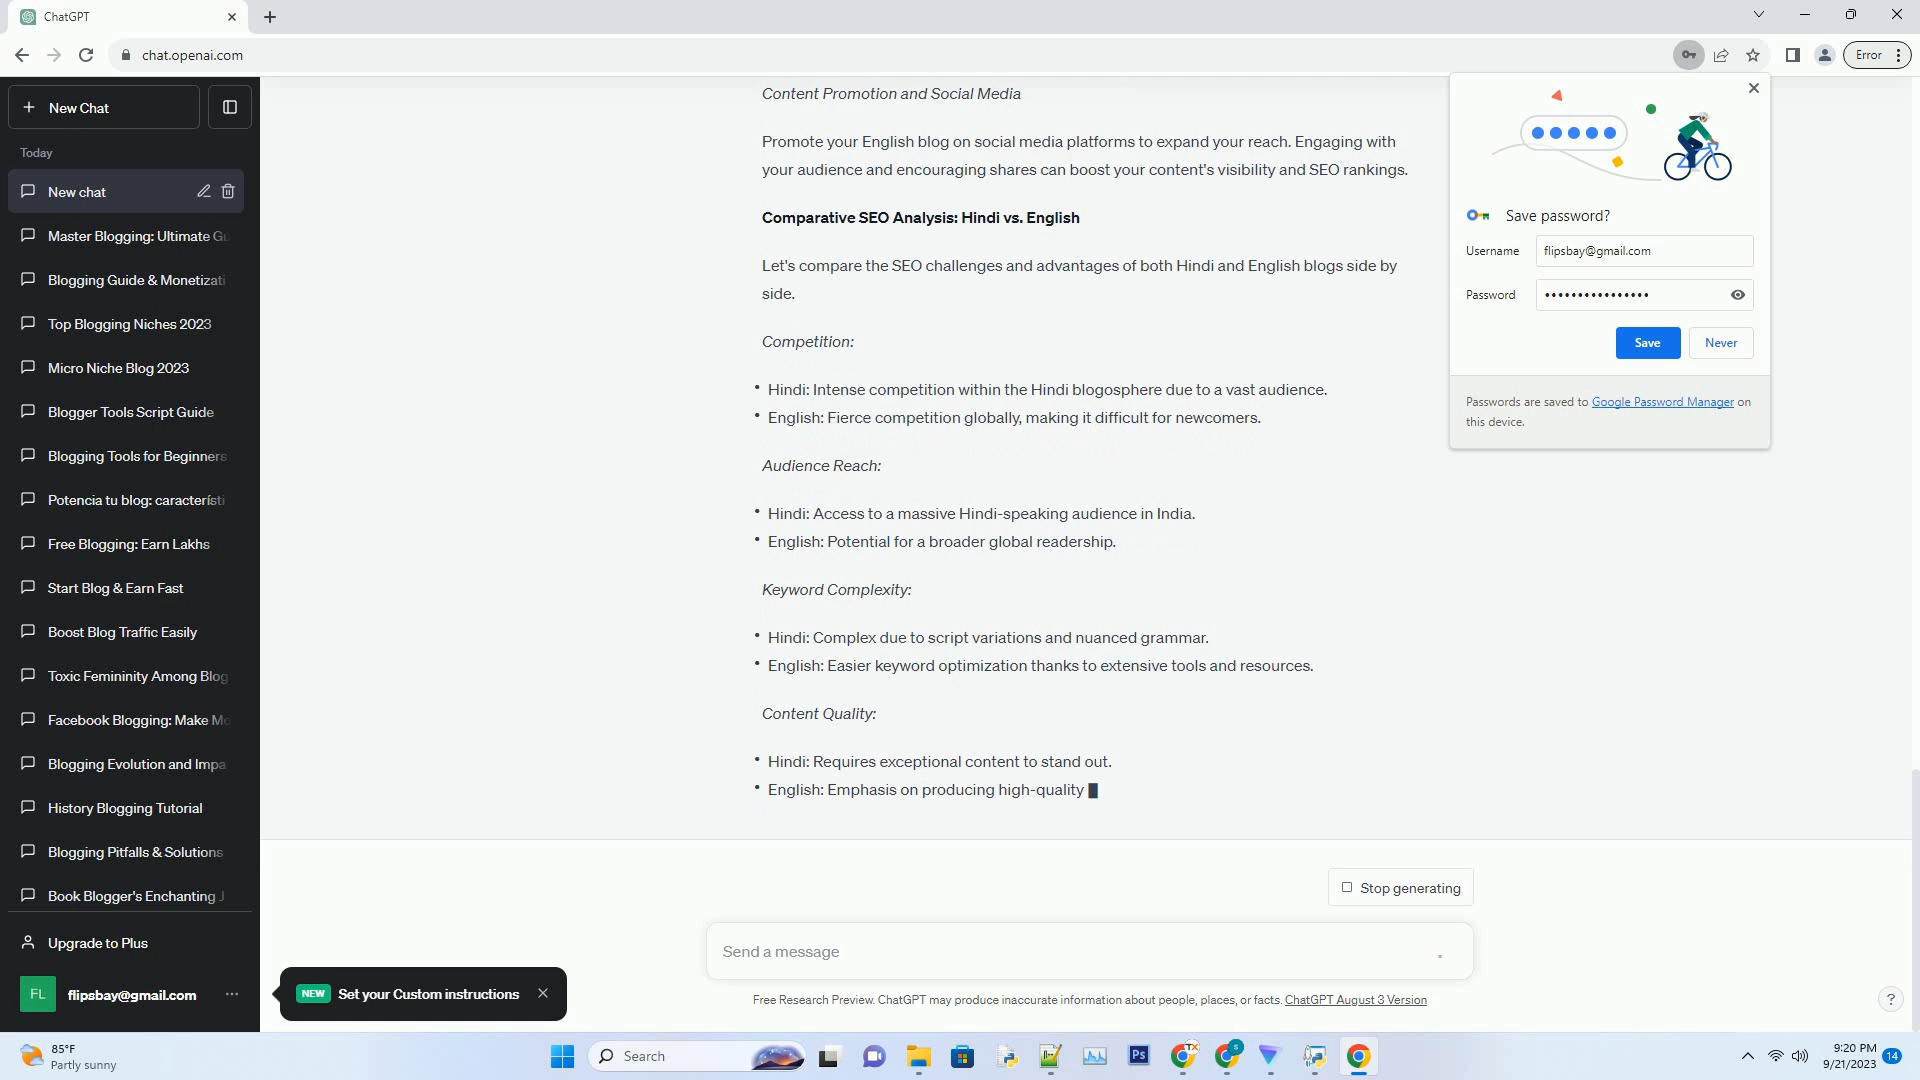 ChatGPT
chat.openai.com
Error
New Chat
Today
New chat
Master Blogging: Ultimate Gu
Blogging Guide & Monetizati
Top Blogging Niches 2023
Micro Niche Blog 2023
Blogger Tools Script Guide
Blogging Tools for Beginners
Potencia tu blog: característi
Free Blogging: Earn Lakhs
Start Blog & Earn Fast
Boost Blog Traffic Easily
Toxic Femininity Among Blog
Facebook Blogging: Make Mo
Blogging Evolution and Impa
History Blogging Tutorial
Blogging Pitfalls & Solutions
Book Blogger's Enchanting J
Upgrade to Plus
FL
flipsbay@gmail.com
Content Promotion and Social Media
Promote your English blog on social media platforms to expand your reach. Engaging with
your audience and encouraging shares can boost your content's visibility and SEO rankings.
Comparative SEO Analysis: Hindi vs. English
Let's compare the SEO challenges and advantages of both Hindi and English blogs side by
side.
Competition:
• Hindi: Intense competition within the Hindi blogosphere due to a vast audience.
• English: Fierce competition globally, making it difficult for newcomers.
Audience Reach:
• Hindi: Access to a massive Hindi-speaking audience in India.
• English: Potential for a broader global readership.
Keyword Complexity:
• Hindi: Complex due to script variations and nuanced grammar.
• English: Easier keyword optimization thanks to extensive tools and resources.
Content Quality:
• Hindi: Requires exceptional content to stand out.
• English: Emphasis on producing high-quality
Stop generating
Send a message
Free Research Preview. ChatGPT may produce inaccurate information about people, places, or facts. ChatGPT August 3 Version
NEW Set your Custom instructions
?
Save password?
Username flipsbay@gmail.com
Password ••••••••••••••••
Save Never
Passwords are saved to Google Password Manager on
this device.
85°F
Partly sunny
Search
Ps
TX
S
9:20 PM
9/21/2023
14